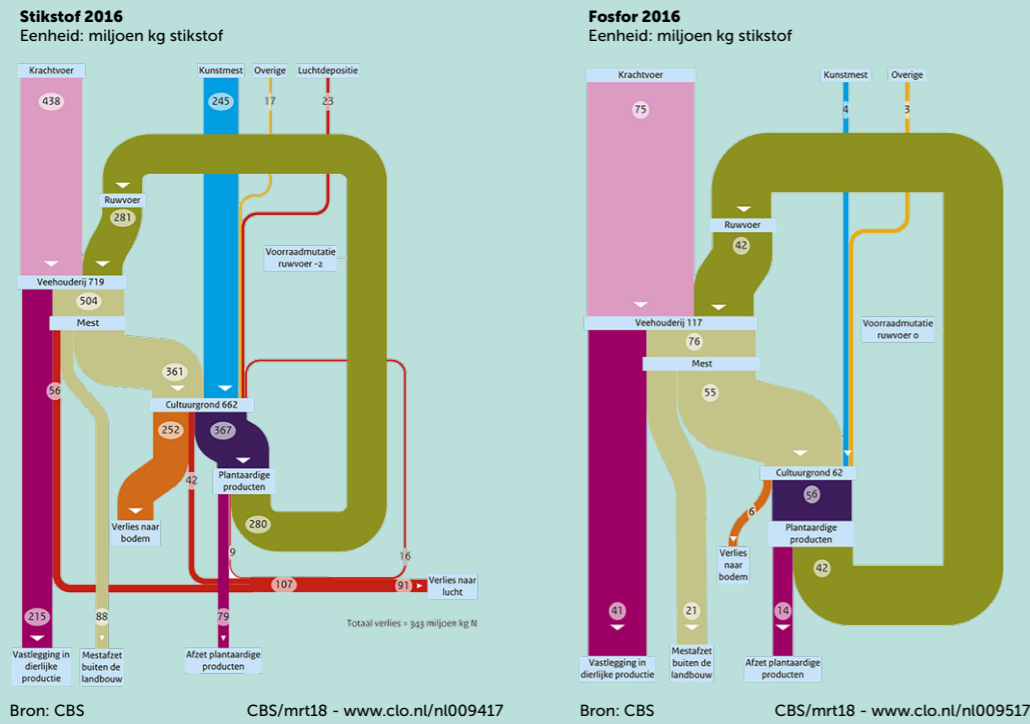 Stikstof 2016
Eenheid: miljoen kg stikstof
Krachtvoer
Kunstmest
Overige
Luchtdepositie
438
245
17
23
Ruwvoer
281
Voorraadmutatie
ruwvoer -2
Veehouderij 719
504
Mest
361
56
Cultuurgrond 662
252
367
42
Plantaardige
producten
Verlies naar
bodem
280
9
16
107
91
Verlies naar
lucht
215
88
79
Totaal verlies = 343 miljoen kg N
Vastlegging in
dierlijke
productie
Mestafzet
buiten de
landbouw
Afzet plantaardige
producten
Bron: CBS
CBS/mrt18 - www.clo.nl/nl009417
Fosfor 2016
Eenheid: miljoen kg stikstof
Krachtvoer
Kunstmest
Overige
75
4
3
Ruwvoer
42
Voorraadmutatie
ruwvoer 0
Veehouderij 117
76
Mest
55
Cultuurgrond 62
56
6
Plantaardige
producten
Verlies
naar
bodem
42
41
21
14
Vastlegging in
dierlijke productie
Mestafzet
buiten de
landbouw
Afzet plantaardige
producten
Bron: CBS
CBS/mrt18 - www.clo.nl/nl009517